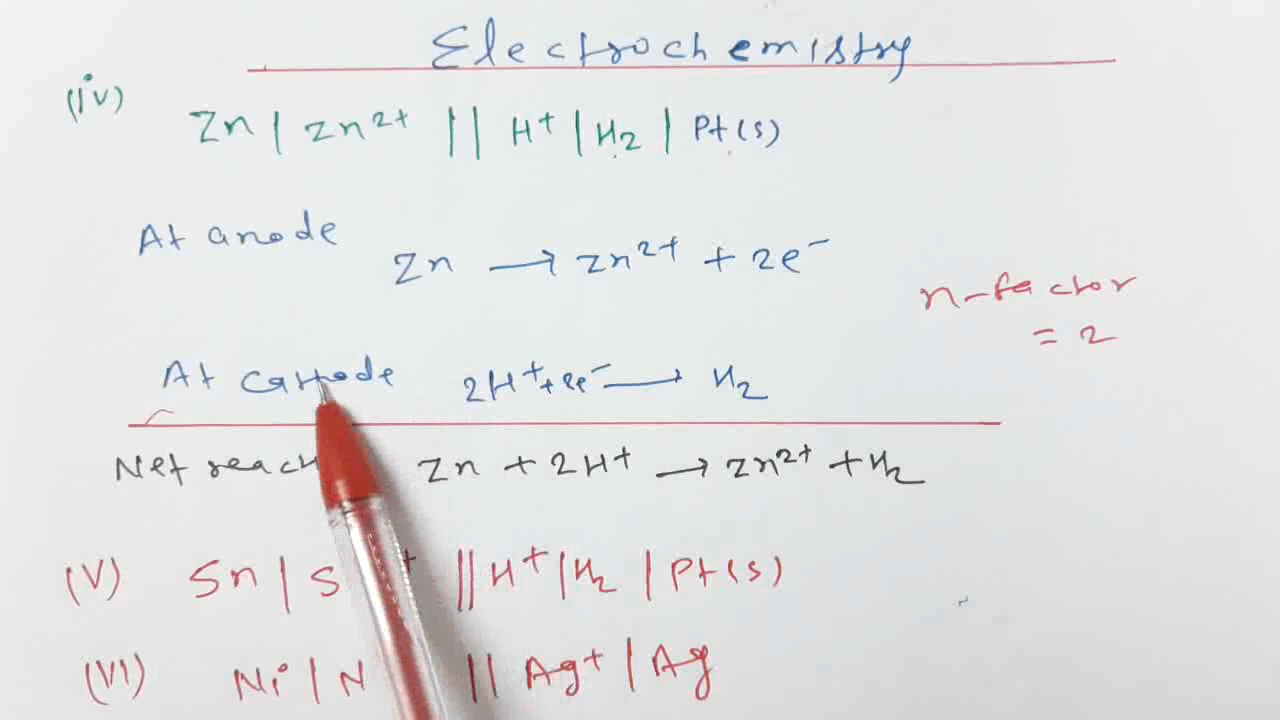 Electrochemistry
(iv) Zn | Zn2+ || H+ | H2 | Pt(s)
At anode Zn → Zn2+ + 2e-
n-factor
= 2
At cathode 2H+ + 2e- → H2
Net Zn + 2H+ → Zn2+ + H2
(V) Sn | || H+ | H2 | Pt(s)
(VI) Ni | || Ag+ | Ag